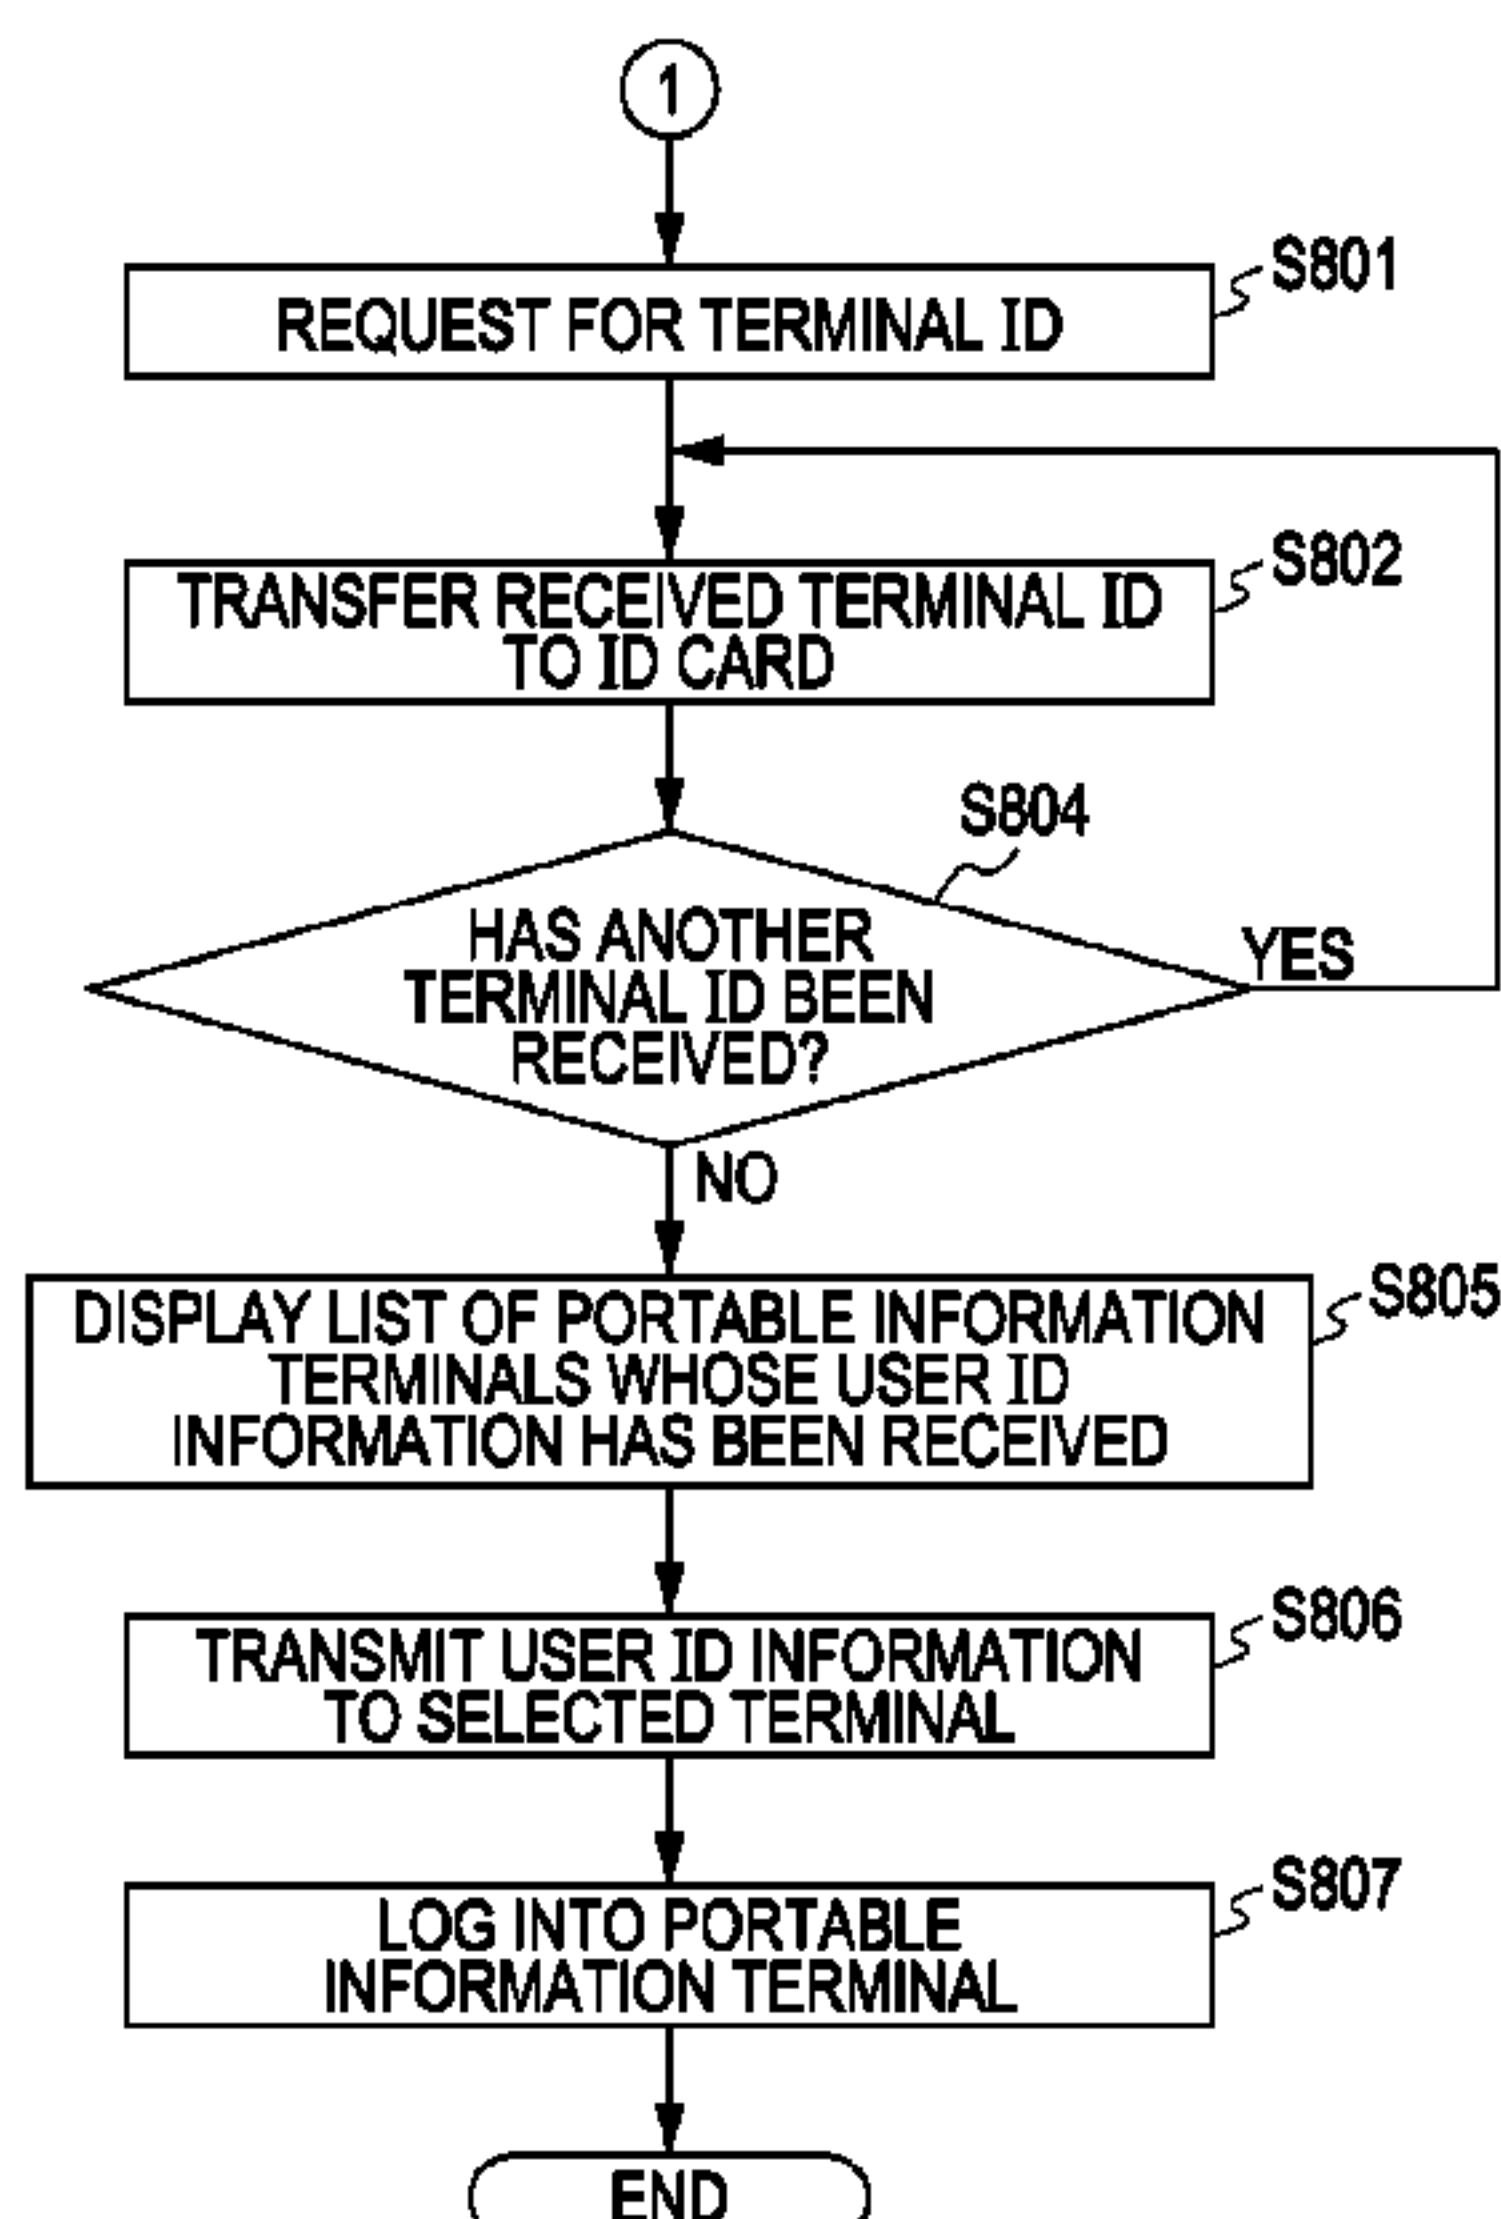 1
S801
REQUEST FOR TERMINAL ID
S802
TRANSFER RECEIVED TERMINAL ID
TO ID CARD
S804
HAS ANOTHER
TERMINAL ID BEEN
RECEIVED?
YES
NO
S805
DISPLAY LIST OF PORTABLE INFORMATION
TERMINALS WHOSE USER ID
INFORMATION HAS BEEN RECEIVED
S806
TRANSMIT USER ID INFORMATION
TO SELECTED TERMINAL
S807
LOG INTO PORTABLE
INFORMATION TERMINAL
END